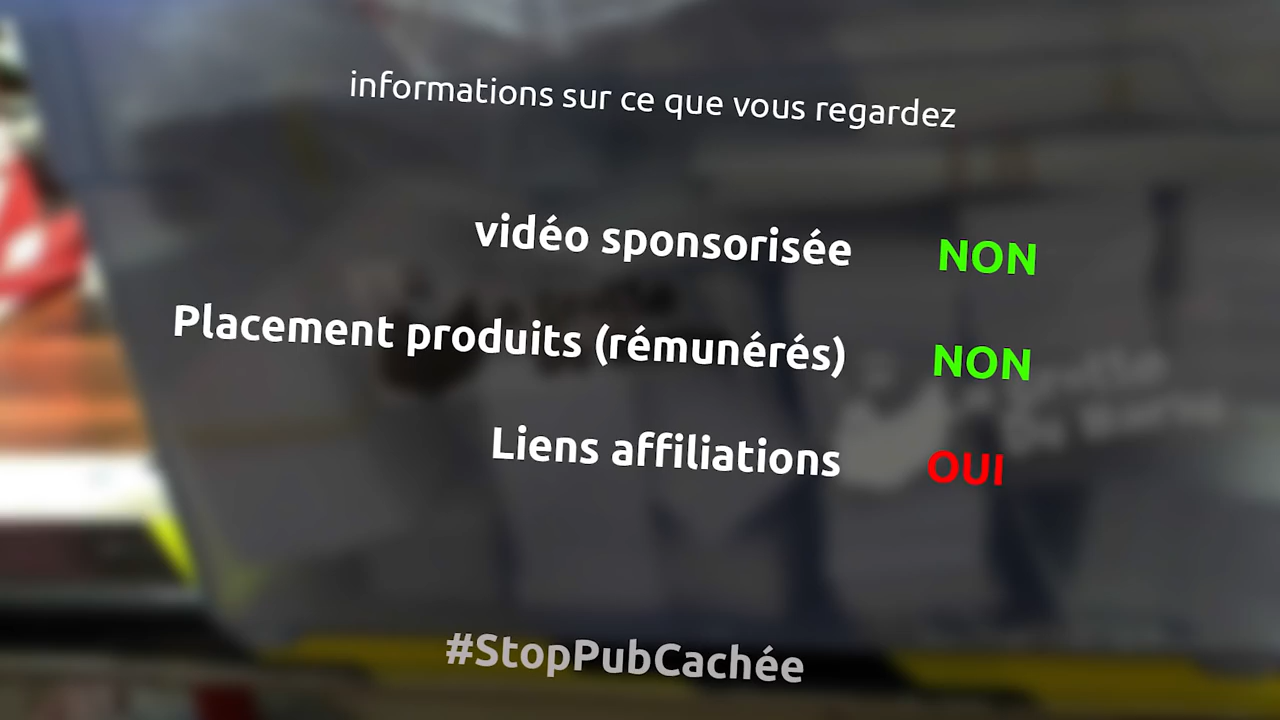 informations sur ce que vous regardez
vidéo sponsorisée NON
Placement produits (rémunérés) NON
Liens affiliations OUI
#StopPubCachée